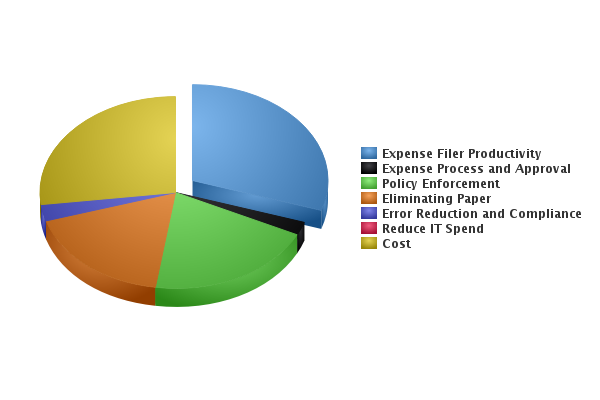 Expense Filer Productivity
Expense Process and Approval
Policy Enforcement
Eliminating Paper
Error Reduction and Compliance
Reduce IT Spend
Cost